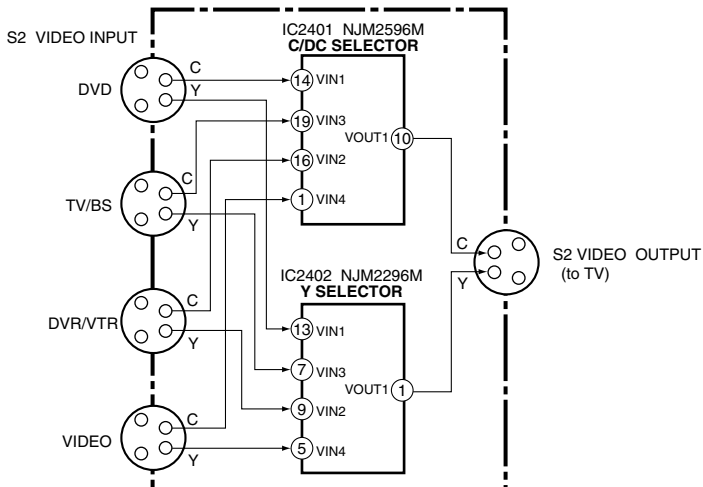 S2 VIDEO INPUT
IC2401 NJM2596M
C/DC SELECTOR
DVD
C
Y
14 VIN1
19 VIN3
16 VIN2
1 VIN4
VOUT1 10
TV/BS
C
Y
C
Y
S2 VIDEO OUTPUT
(to TV)
IC2402 NJM2296M
Y SELECTOR
DVR/VTR
C
Y
13 VIN1
7 VIN3
9 VIN2
5 VIN4
VOUT1 1
VIDEO
C
Y